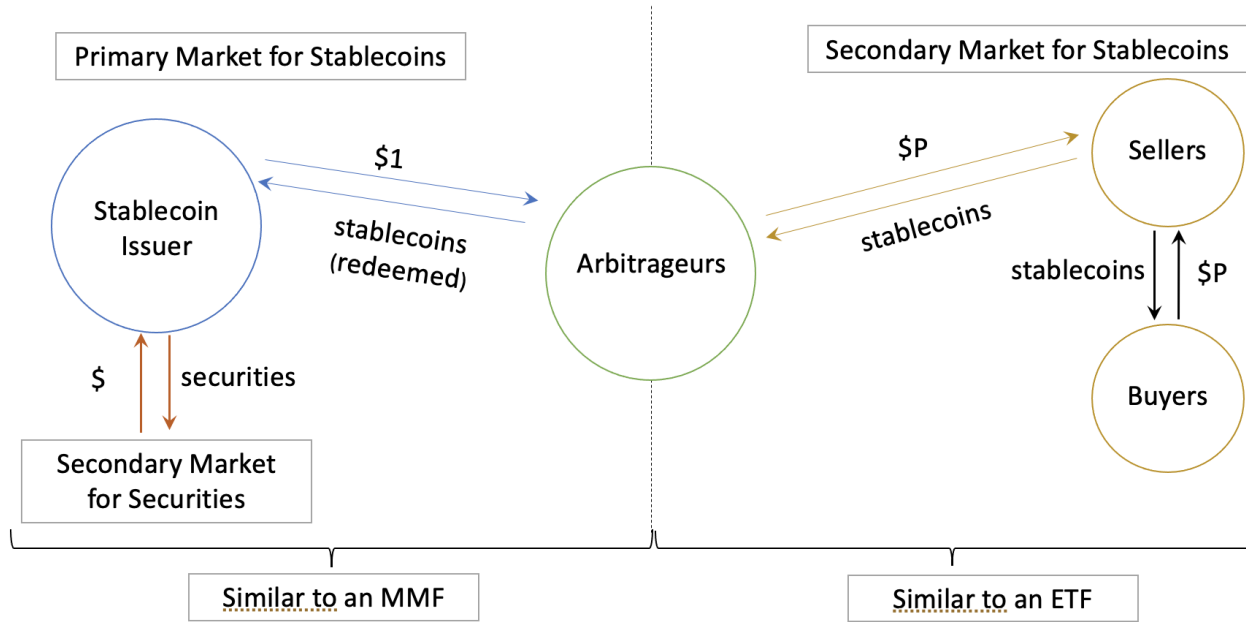 Primary Market for Stablecoins
Secondary Market for Stablecoins
Stablecoin
Issuer
$1
stablecoins
(redeemed)
Arbitrageurs
$P
stablecoins
Sellers
stablecoins
$P
Buyers
$
securities
Secondary Market
for Securities
Similar to an MMF
Similar to an ETF